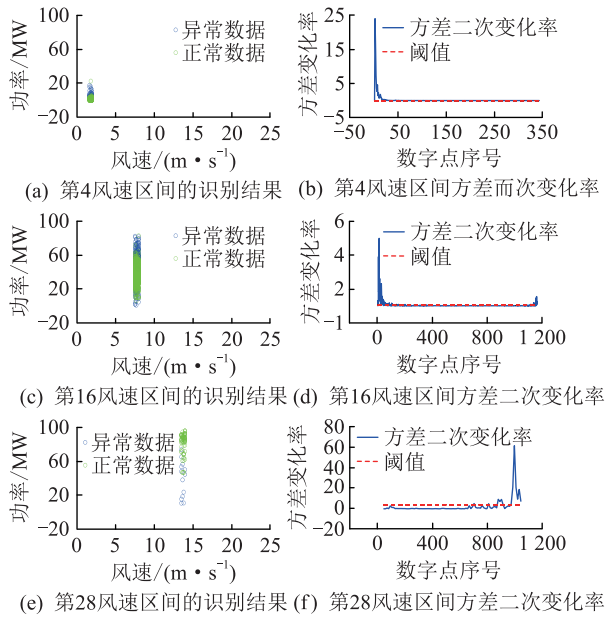 100
80
60
40
20
0
−20
功率/MW
异常数据
正常数据
0 5 10 15 20 25
风速/(m·s⁻¹)
(a) 第4风速区间的识别结果
25
15
5
−5
方差变化率
方差二次变化率
阈值
−50 50 150 250 350
数字点序号
(b) 第4风速区间方差而次变化率
100
60
20
−20
功率/MW
异常数据
正常数据
0 5 10 15 20 25
风速/(m·s⁻¹)
(c) 第16风速区间的识别结果
6
4
2
−1
方差变化率
方差二次变化率
阈值
0 400 800 1 200
数字点序号
(d) 第16风速区间方差二次变化率
100
80
60
40
20
−20
功率/MW
异常数据
正常数据
0 5 10 15 20 25
风速/(m·s⁻¹)
(e) 第28风速区间的识别结果
80
60
40
20
0
−20
方差变化率
方差二次变化率
阈值
0 400 800 1 200
数字点序号
(f) 第28风速区间方差二次变化率